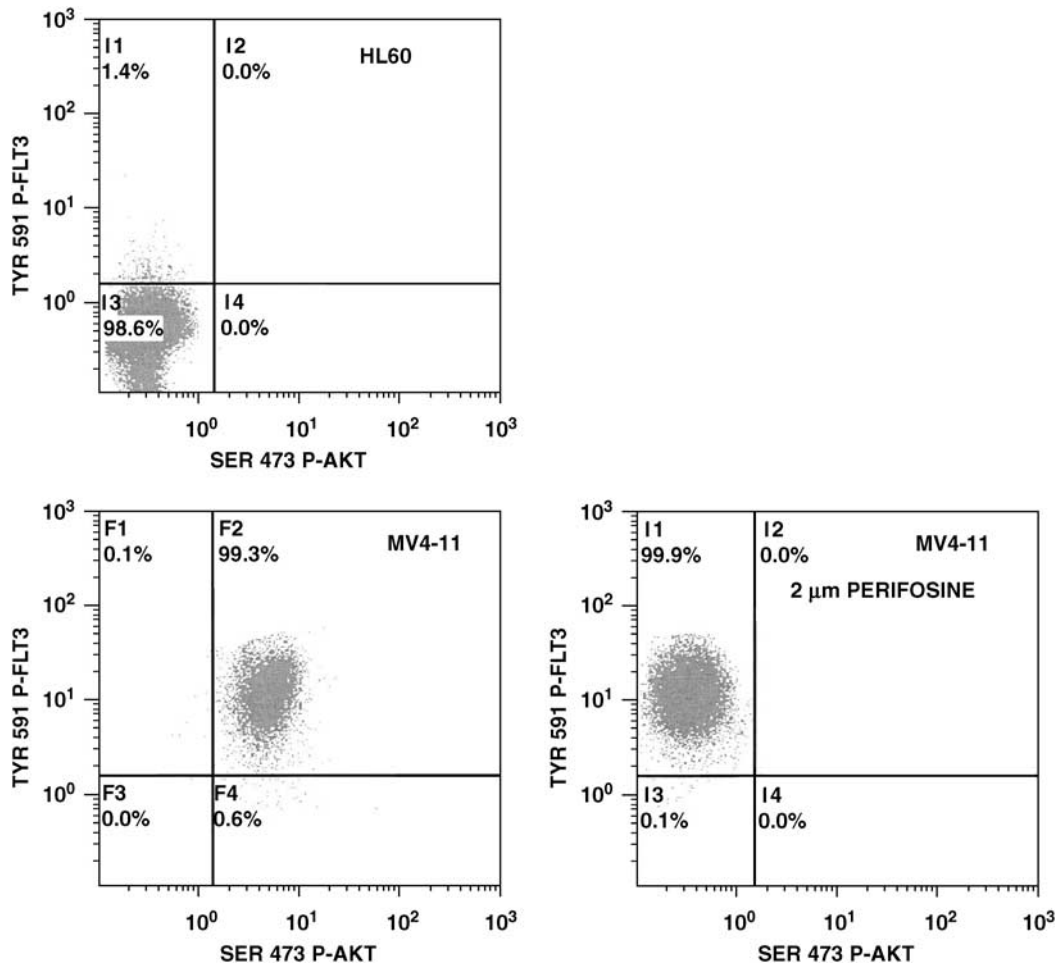 10³
I1
1.4%
I2
0.0%
HL60
10²
10¹
10⁰
I3
98.6%
I4
0.0%
TYR 591 P-FLT3
10⁰ 10¹ 10² 10³
SER 473 P-AKT
10³
F1
0.1%
F2
99.3%
MV4-11
10²
10¹
10⁰
F3
0.0%
F4
0.6%
TYR 591 P-FLT3
10⁰ 10¹ 10² 10³
SER 473 P-AKT
10³
I1
99.9%
I2
0.0%
MV4-11
2 μm PERIFOSINE
10²
10¹
10⁰
I3
0.1%
I4
0.0%
TYR 591 P-FLT3
10⁰ 10¹ 10² 10³
SER 473 P-AKT